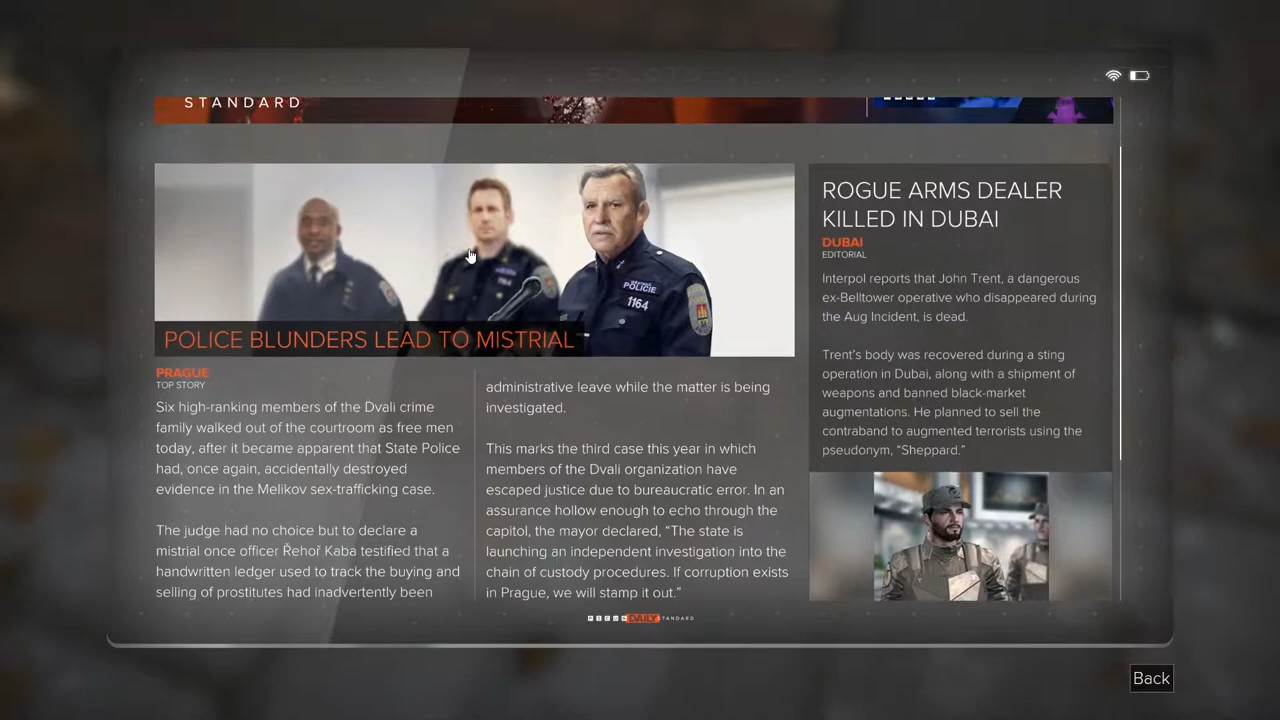 STANDARD
POLICIE
1164
POLICE BLUNDERS LEAD TO MISTRIAL
PRAGUE
TOP STORY
Six high-ranking members of the Dvali crime
family walked out of the courtroom as free men
today, after it became apparent that State Police
had, once again, accidentally destroyed
evidence in the Melikov sex-trafficking case.
The judge had no choice but to declare a
mistrial once officer Řehoř Kaba testified that a
handwritten ledger used to track the buying and
selling of prostitutes had inadvertently been
administrative leave while the matter is being
investigated.
This marks the third case this year in which
members of the Dvali organization have
escaped justice due to bureaucratic error. In an
assurance hollow enough to echo through the
capitol, the mayor declared, “The state is
launching an independent investigation into the
chain of custody procedures. If corruption exists
in Prague, we will stamp it out.”
ROGUE ARMS DEALER
KILLED IN DUBAI
DUBAI
EDITORIAL
Interpol reports that John Trent, a dangerous
ex-Belltower operative who disappeared during
the Aug Incident, is dead.
Trent's body was recovered during a sting
operation in Dubai, along with a shipment of
weapons and banned black-market
augmentations. He planned to sell the
contraband to augmented terrorists using the
pseudonym, “Sheppard.”
PICUS DAILY STANDARD
Back